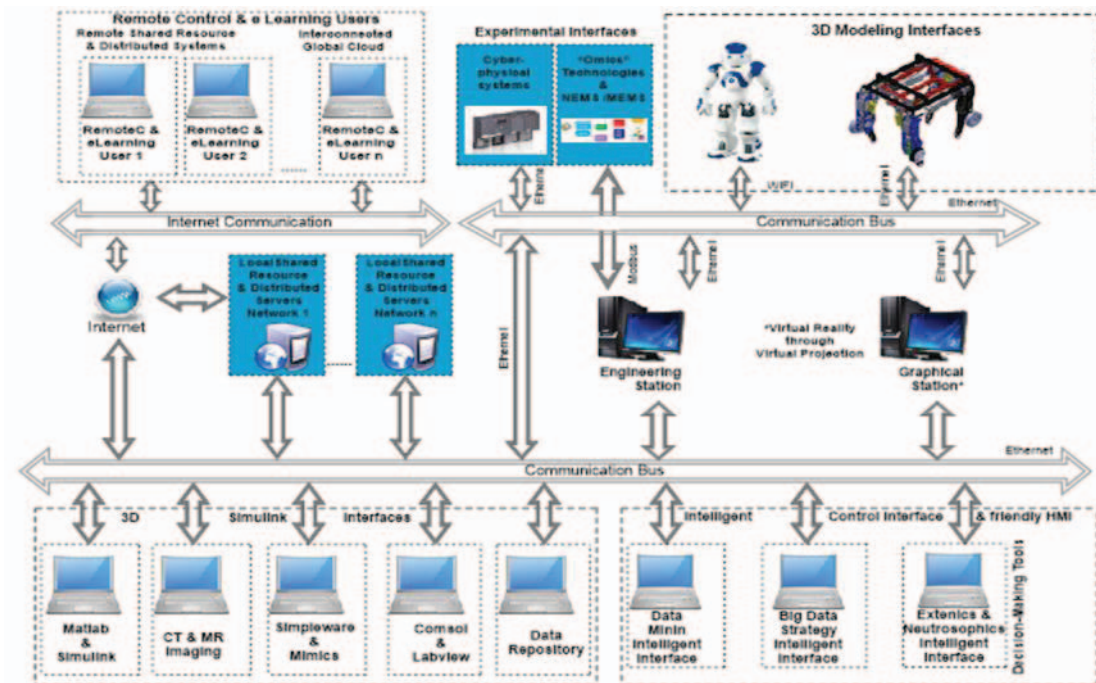 Remote Control & e Learning Users
Remote Shared Resource
& Distributed Systems
Interconnected
Global Cloud
RemoteC &
eLearning
User 1
RemoteC &
eLearning
User 2
......
RemoteC &
eLearning
User n
Experimental Interfaces
Cyber-
physical
systems
"Omics"
Technologies
&
NEMS /MEMS
3D Modeling Interfaces
Ethernet
WIFI
Ethernet
Internet Communication
Ethernet
Communication Bus
Internet
Local Shared
Resource
& Distributed
Servers
Network 1
......
Local Shared
Resource
& Distributed
Servers
Network n
Ethernet
Modbus
Ethernet
Ethernet
Engineering
Station
*Virtual Reality
through
Virtual Projection
Graphical
Station*
Ethernet
Communication Bus
3D Simulink Interfaces
Matlab
&
Simulink
CT & MR
Imaging
Simpleware
&
Mimics
Comsol
&
Labview
Data
Repository
Intelligent Control Interface & friendly HMI
Data
Minin
Intelligent
Interface
Big Data
Strategy
Intelligent
Interface
Extenics &
Neutrosophics
Intelligent
Interface
Decision-Making Tools